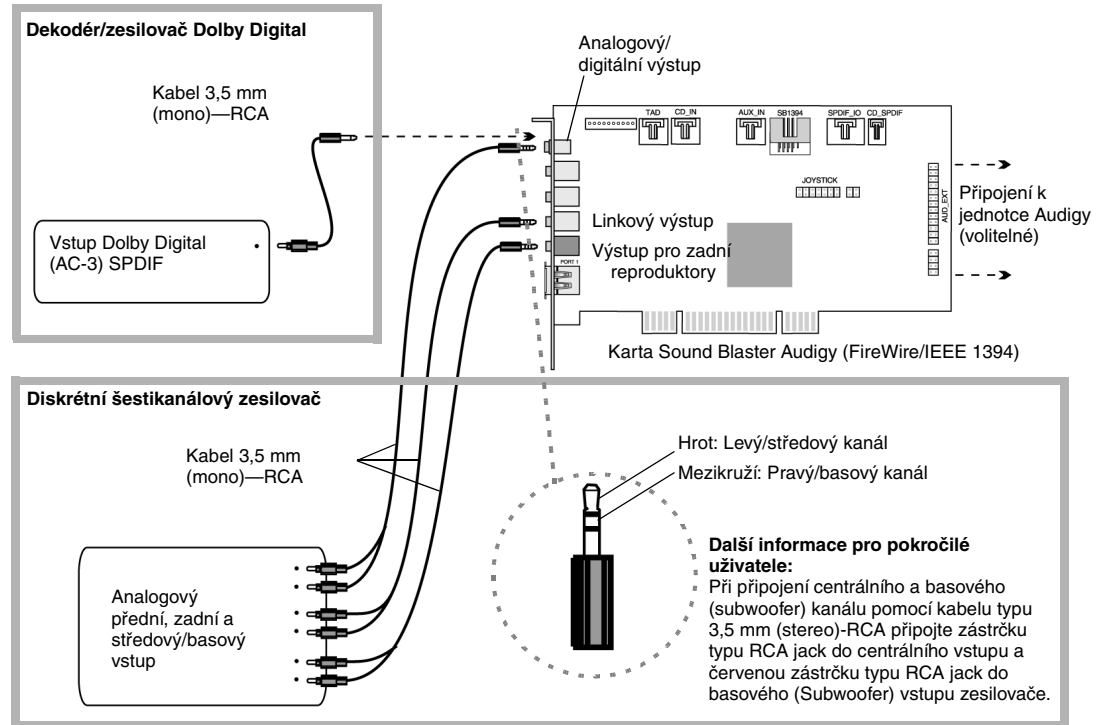 Dekodér/zesilovač Dolby Digital
Kabel 3,5 mm
(mono)—RCA
Vstup Dolby Digital
(AC-3) SPDIF
Analogový/
digitální výstup
TAD
CD_IN
AUX_IN
SB1394
SPDIF_IO
CD_SPDIF
JOYSTICK
AUD_EXT
Linkový výstup
Výstup pro zadní
reproduktory
PORT 1
Připojení k
jednotce Audigy
(volitelné)
Karta Sound Blaster Audigy (FireWire/IEEE 1394)
Diskrétní šestikanálový zesilovač
Kabel 3,5 mm
(mono)—RCA
Analogový
přední, zadní a
středový/basový
vstup
Hrot: Levý/středový kanál
Mezikruží: Pravý/basový kanál
Další informace pro pokročilé
uživatele:
Při připojení centrálního a basového
(subwoofer) kanálu pomocí kabelu typu
3,5 mm (stereo)-RCA připojte zástrčku
typu RCA jack do centrálního vstupu a
červenou zástrčku typu RCA jack do
basového (Subwoofer) vstupu zesilovače.